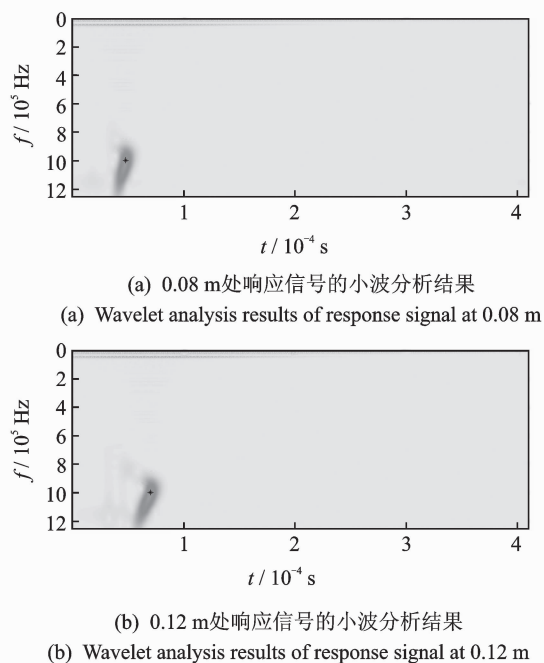 0
2
4
6
8
10
12
f / 10⁵ Hz
1 2 3 4
t / 10⁻⁴ s
(a) 0.08 m处响应信号的小波分析结果
(a) Wavelet analysis results of response signal at 0.08 m
0
2
4
6
8
10
12
f / 10⁵ Hz
1 2 3 4
t / 10⁻⁴ s
(b) 0.12 m处响应信号的小波分析结果
(b) Wavelet analysis results of response signal at 0.12 m